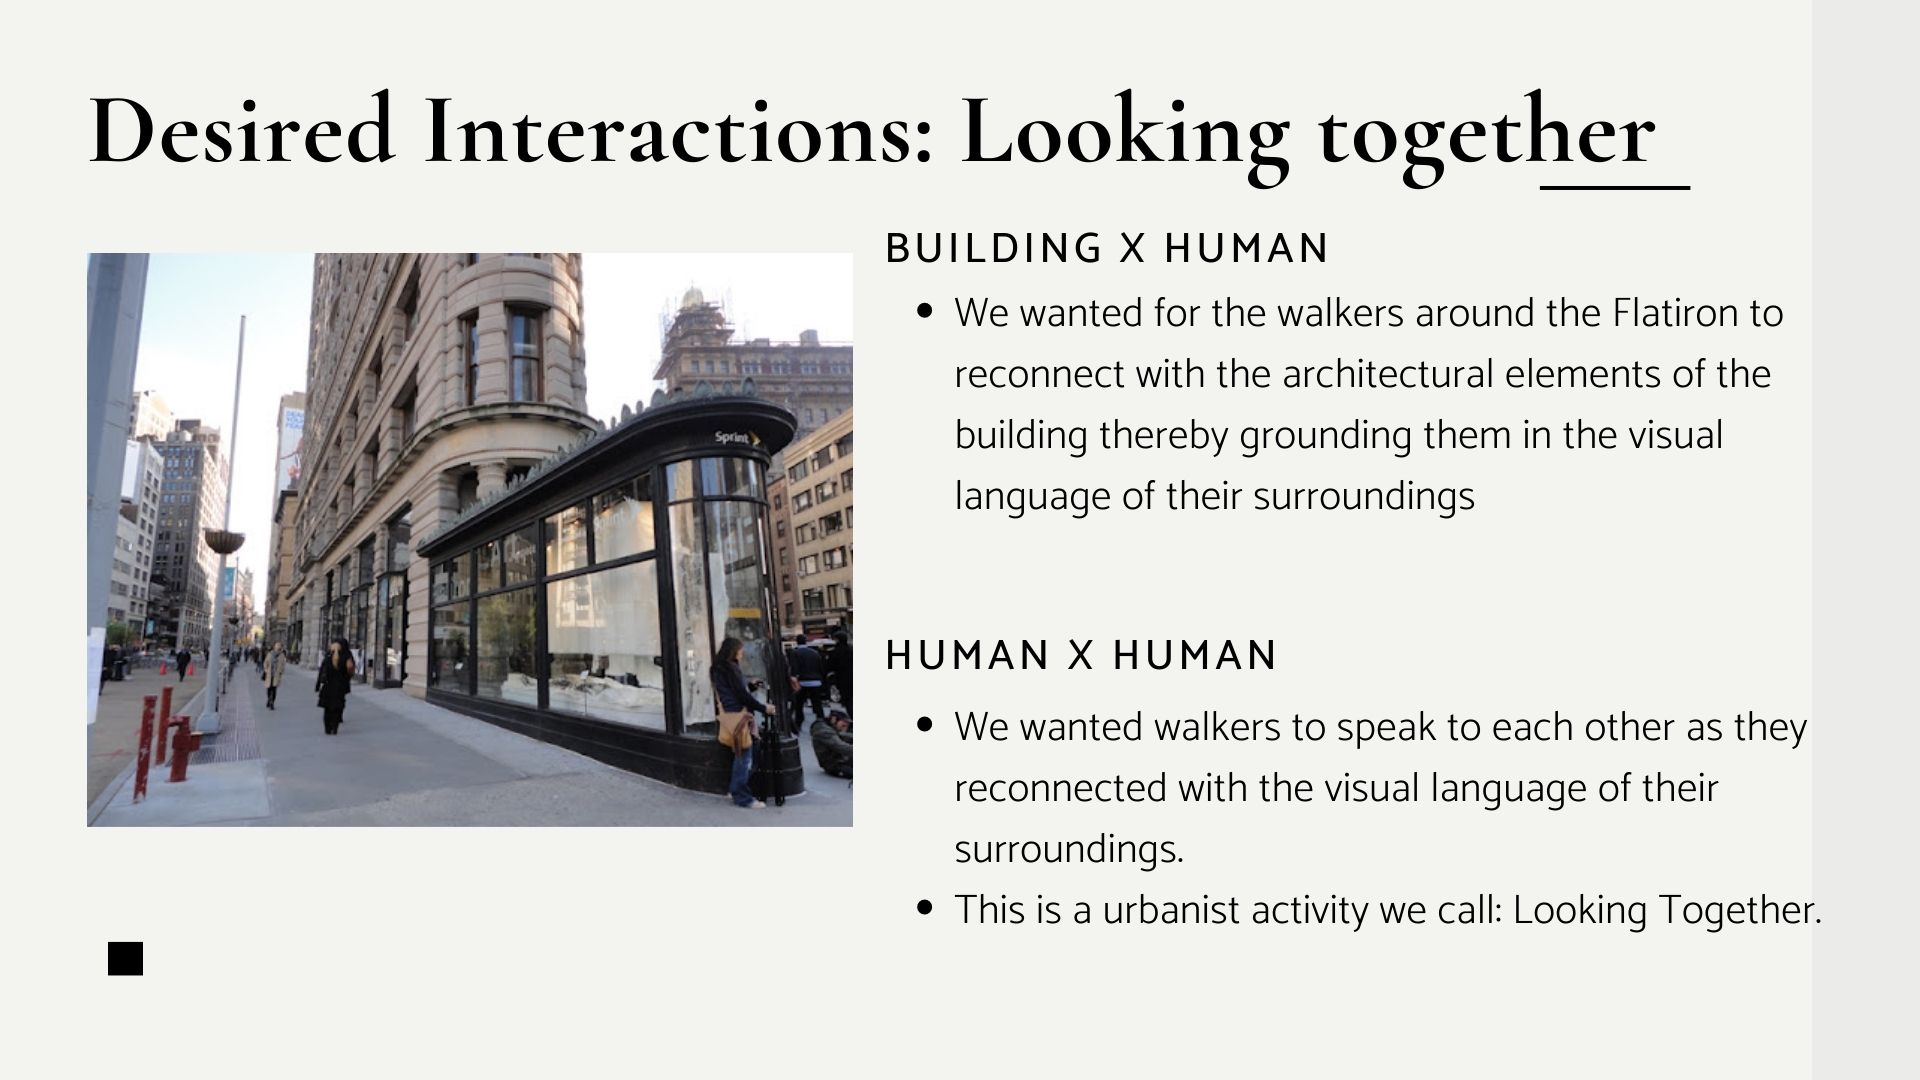 Desired Interactions: Looking together
Sprint
BUILDING X HUMAN
• We wanted for the walkers around the Flatiron to
reconnect with the architectural elements of the
building thereby grounding them in the visual
language of their surroundings
HUMAN X HUMAN
• We wanted walkers to speak to each other as they
reconnected with the visual language of their
surroundings.
• This is a urbanist activity we call: Looking Together.